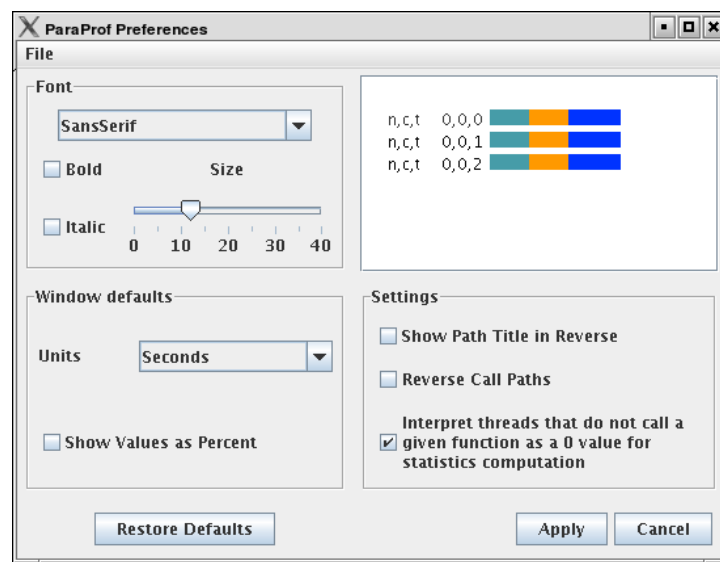 ParaProf Preferences
File
Font
SansSerif
Bold
Size
Italic
0 10 20 30 40
n,c,t 0,0,0
n,c,t 0,0,1
n,c,t 0,0,2
Window defaults
Units
Seconds
Show Values as Percent
Settings
Show Path Title in Reverse
Reverse Call Paths
Interpret threads that do not call a
given function as a 0 value for
statistics computation
Restore Defaults
Apply
Cancel